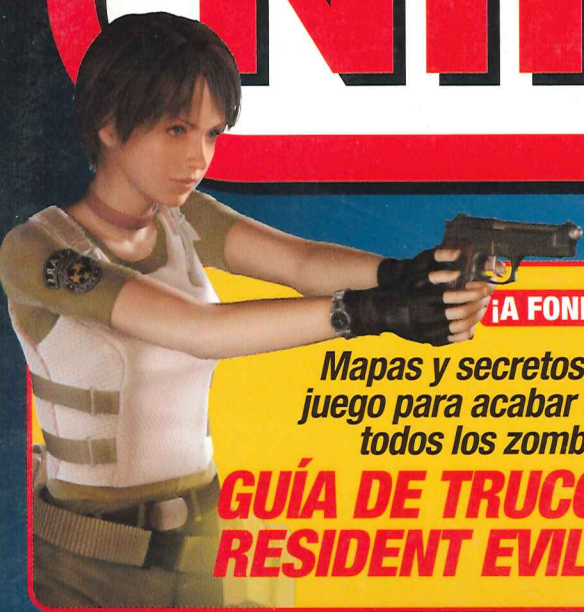 ¡A FON
Mapas y secretos
juego para acabar
todos los zomb
GUÍA DE TRUC
RESIDENT EVIL